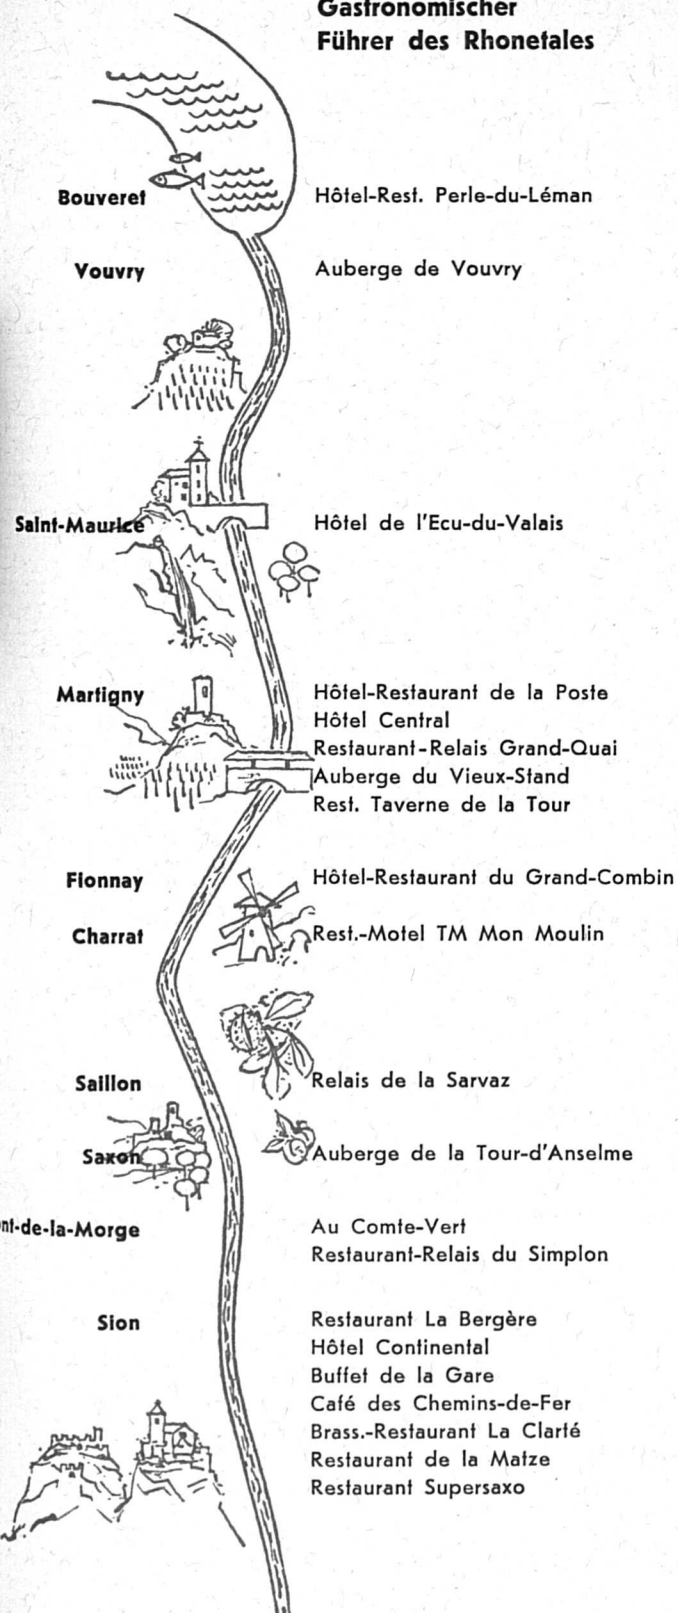 Gastronomischer
Führer des Rhonetales
Bouveret Hôtel-Rest. Perle-du-Léman
Vouvry Auberge de Vouvry
Saint-Maurice Hôtel de l'Ecu-du-Valais
Martigny Hôtel-Restaurant de la Poste
Hôtel Central
Restaurant-Relais Grand-Quai
Auberge du Vieux-Stand
Rest. Taverne de la Tour
Fionnay Hôtel-Restaurant du Grand-Combin
Charrat Rest.-Motel TM Mon Moulin
Saillon Relais de la Sarvaz
Saxon Auberge de la Tour-d'Anselme
nt-de-la-Morge Au Comte-Vert
Restaurant-Relais du Simplon
Sion Restaurant La Bergère
Hôtel Continental
Buffet de la Gare
Café des Chemins-de-Fer
Brass.-Restaurant La Clarté
Restaurant de la Matze
Restaurant Supersaxo